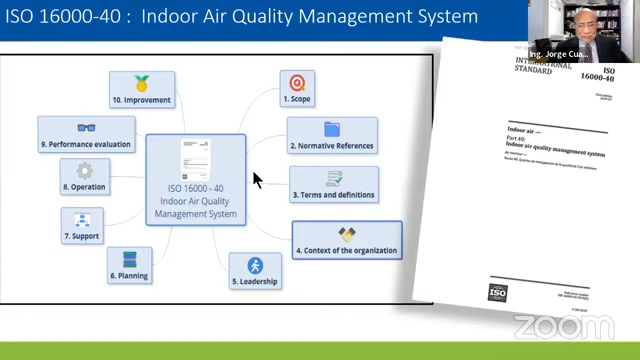 ISO 16000-40 : Indoor Air Quality Management System
Ing. Jorge Cua
INTERNATIONAL
STANDARD
ISO
16000-40
Indoor air —
Part 40:
Indoor air quality management system
ISO
10. Improvement
1. Scope
9. Performance evaluation
2. Normative References
8. Operation
ISO 16000 - 40
Indoor Air Quality
Management System
3. Terms and definitions
7. Support
4. Context of the organization
6. Planning
5. Leadership
zoom